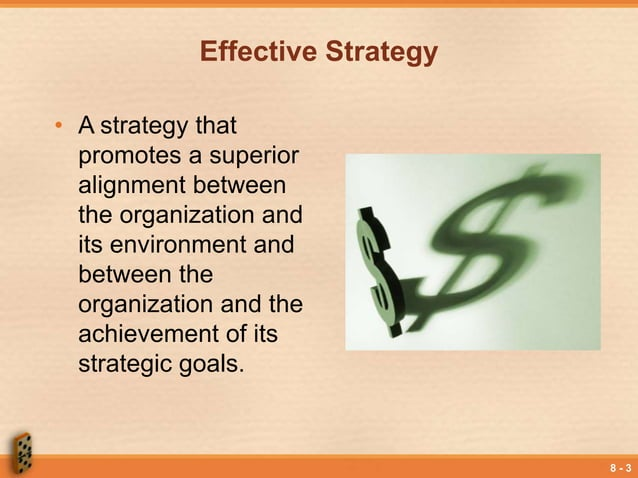 Effective Strategy
• A strategy that
promotes a superior
alignment between
the organization and
its environment and
between the
organization and the
achievement of its
strategic goals.
$
$
8 - 3